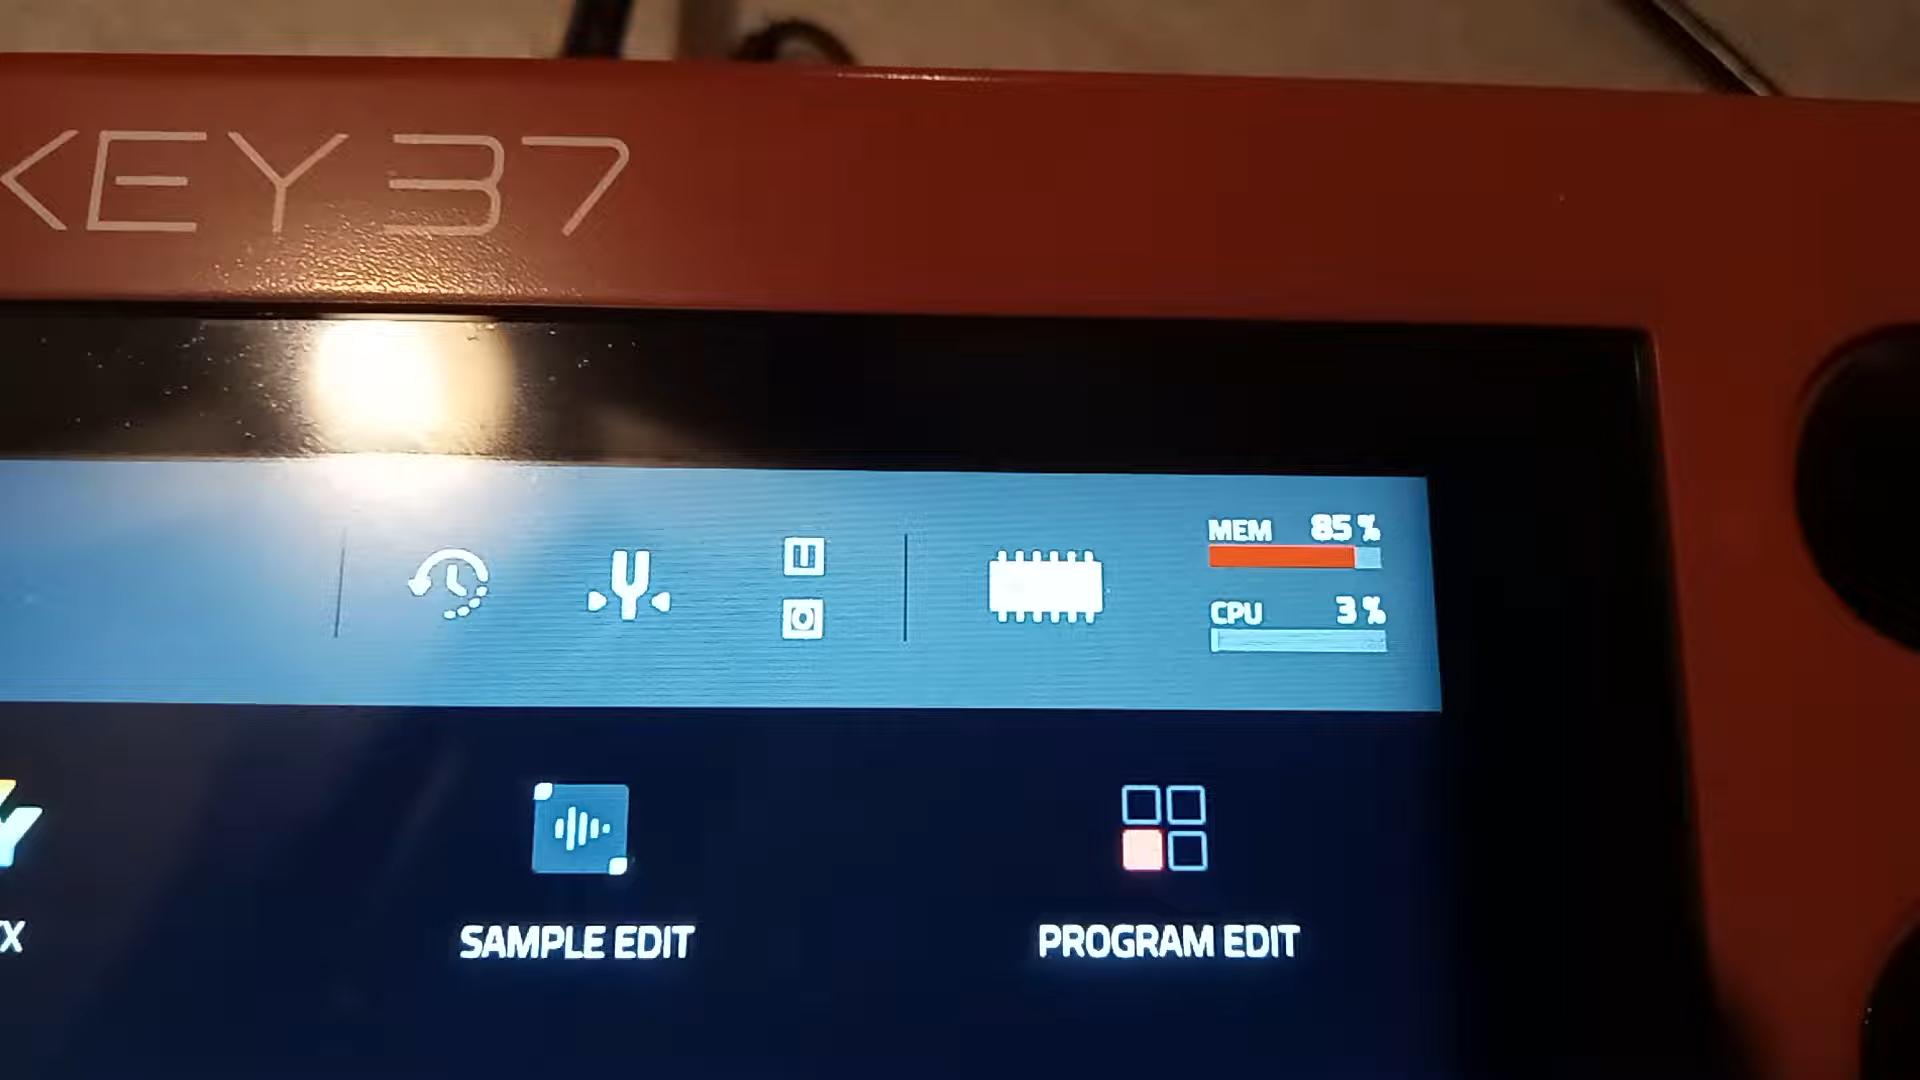 KEY 37
MEM 85 %
CPU 3 %
SAMPLE EDIT
PROGRAM EDIT